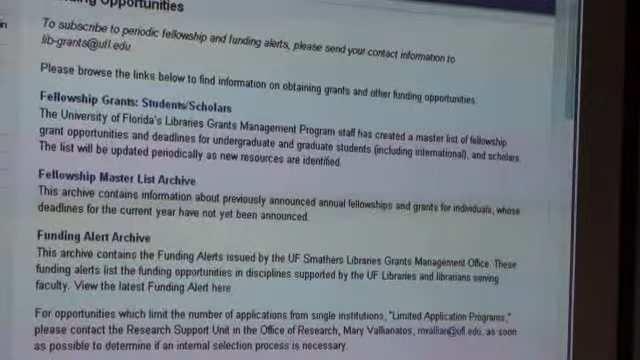 Opportunities
To subscribe to periodic fellowship and funding alerts, please send your contact information to
lib-grants@ufl.edu.
Please browse the links below to find information on obtaining grants and other funding opportunities.
Fellowship Grants: Students/Scholars
The University of Florida's Libraries Grants Management Program staff has created a master list of fellowship
grant opportunities and deadlines for undergraduate and graduate students (including international), and scholars.
The list will be updated periodically as new resources are identified.
Fellowship Master List Archive
This archive contains information about previously announced annual fellowships and grants for individuals, whose
deadlines for the current year have not yet been announced.
Funding Alert Archive
This archive contains the Funding Alerts issued by the UF Smathers Libraries Grants Management Office. These
funding alerts list the funding opportunities in disciplines supported by the UF Libraries and librarians serving
faculty. View the latest Funding Alert here.
For opportunities which limit the number of applications from single institutions, "Limited Application Programs,"
please contact the Research Support Unit in the Office of Research, Mary Vallianatos, mvallian@ufl.edu, as soon
as possible to determine if an internal selection process is necessary.